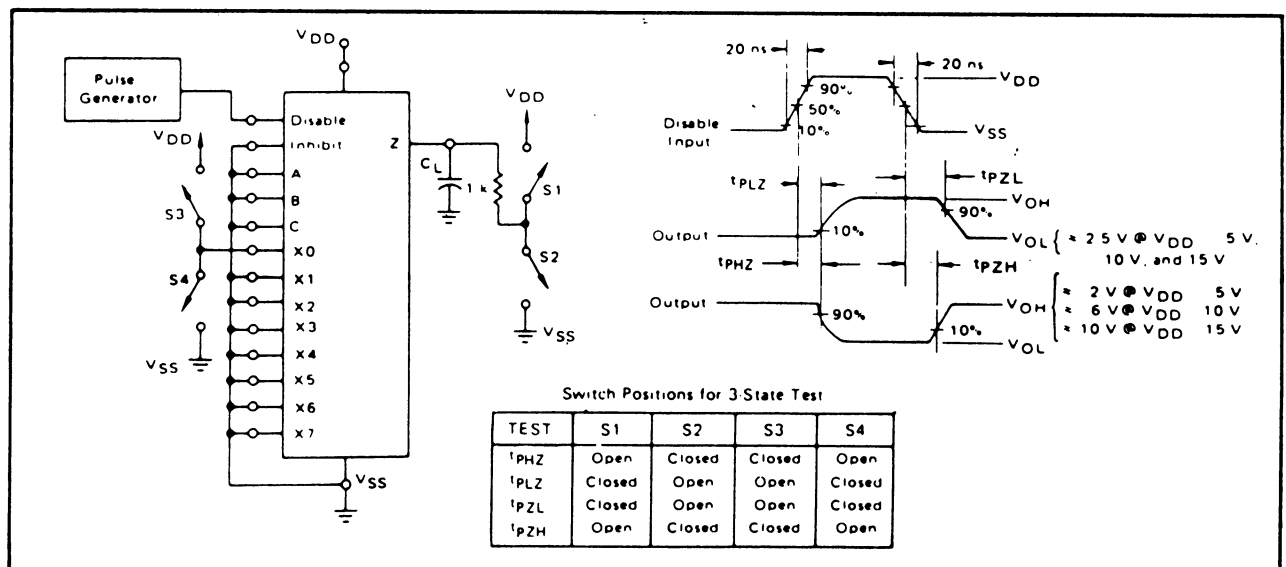 Pulse
Generator
VDD
Disable
Inhibit
A
B
C
X0
X1
X2
X3
X4
X5
X6
X7
Z
VDD
S3
S4
VSS
VSS
CL
1 k
VDD
S1
S2
VSS
20 ns
20 ns
VDD
90%
50%
10%
Disable
Input
VSS
tPLZ
tPZL
VOH
90%
Output
10%
VOL { ≈ 2 5 V @ VDD 5 V,
10 V, and 15 V
tPHZ
tPZH
Output
90%
VOH
≈ 2 V @ VDD 5 V
≈ 6 V @ VDD 10 V
≈ 10 V @ VDD 15 V
10%
VOL
Switch Positions for 3-State Test
TEST S1 S2 S3 S4
tPHZ Open Closed Closed Open
tPLZ Closed Open Open Closed
tPZL Closed Open Open Closed
tPZH Open Closed Closed Open